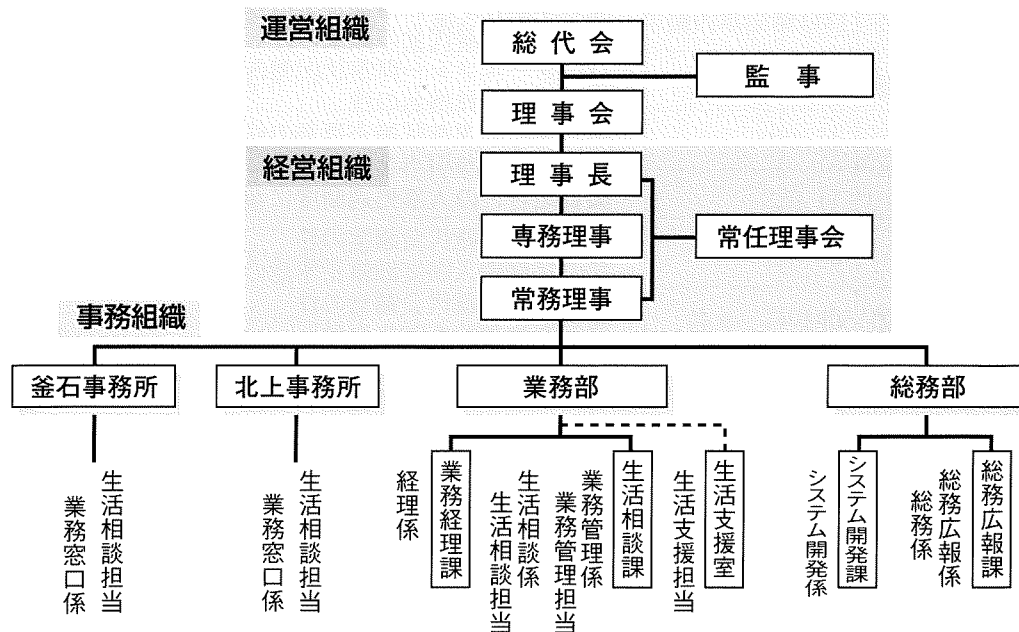 運営組織
総代会
監事
理事会
経営組織
理事長
専務理事
常任理事会
常務理事
事務組織
釜石事務所
北上事務所
業務部
総務部
生活相談担当
業務窓口係
生活相談担当
業務窓口係
業務経理課
経理係
生活相談課
業務管理係
業務管理担当
生活相談係
生活相談担当
生活支援室
生活支援担当
システム開発課
システム開発係
総務広報課
総務広報係
総務係